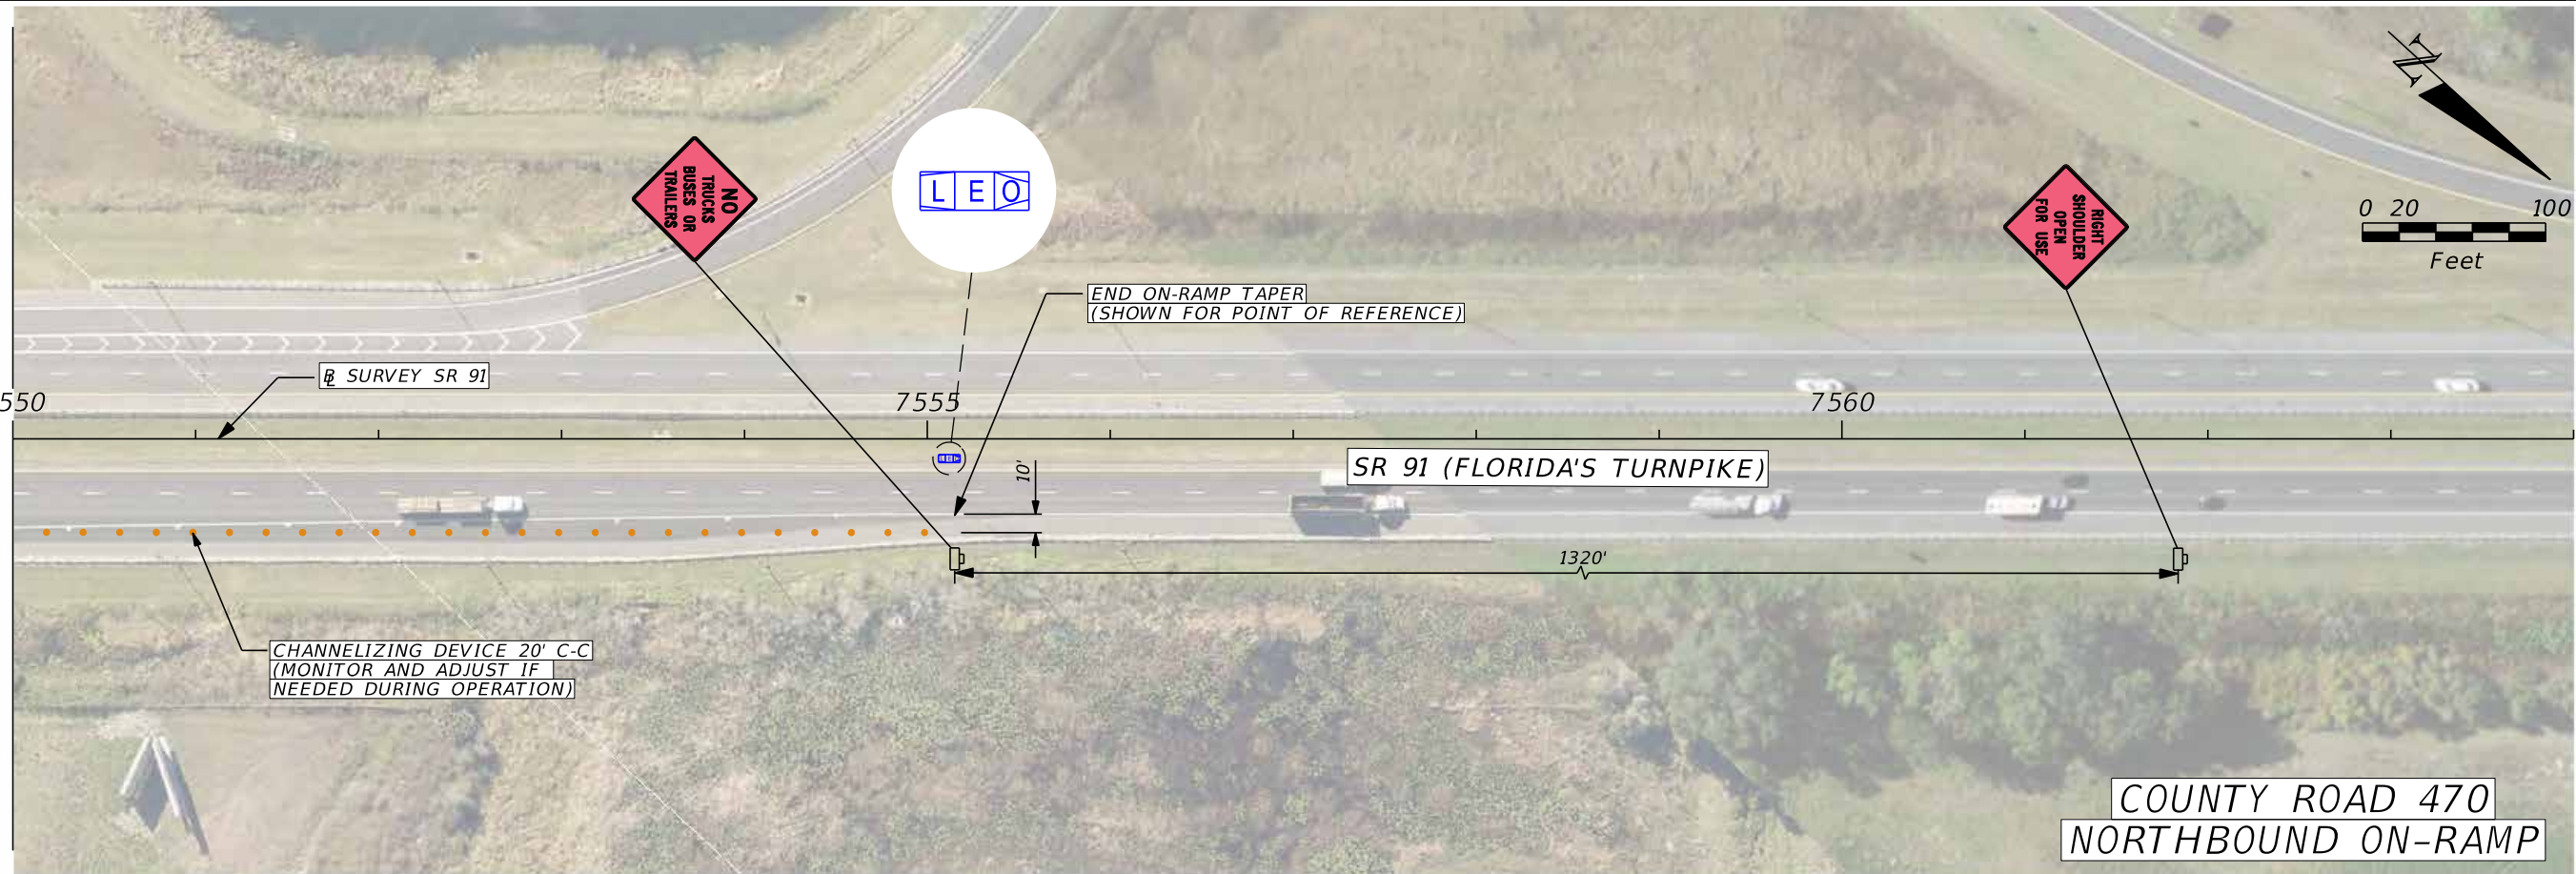 NO
TRUCKS
BUSES OR
TRAILERS
L E O
RIGHT
SHOULDER
OPEN
FOR USE
N
0 20 100
Feet
END ON-RAMP TAPER
(SHOWN FOR POINT OF REFERENCE)
BL SURVEY SR 91
550
7555
7560
LEO
10'
SR 91 (FLORIDA'S TURNPIKE)
1320'
CHANNELIZING DEVICE 20' C-C
(MONITOR AND ADJUST IF
NEEDED DURING OPERATION)
COUNTY ROAD 470
NORTHBOUND ON-RAMP